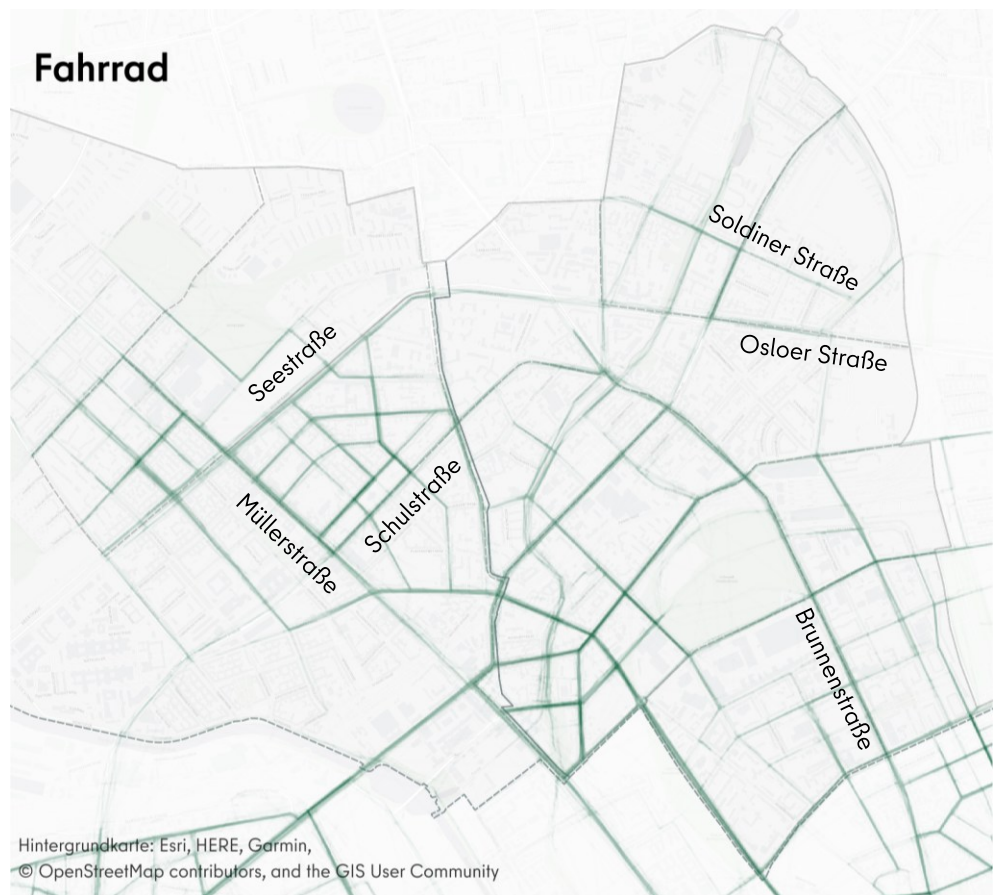 Fahrrad
Soldiner Straße
Osloer Straße
Seestraße
Schulstraße
Müllerstraße
Brunnenstraße
Hintergrundkarte: Esri, HERE, Garmin,
© OpenStreetMap contributors, and the GIS User Community